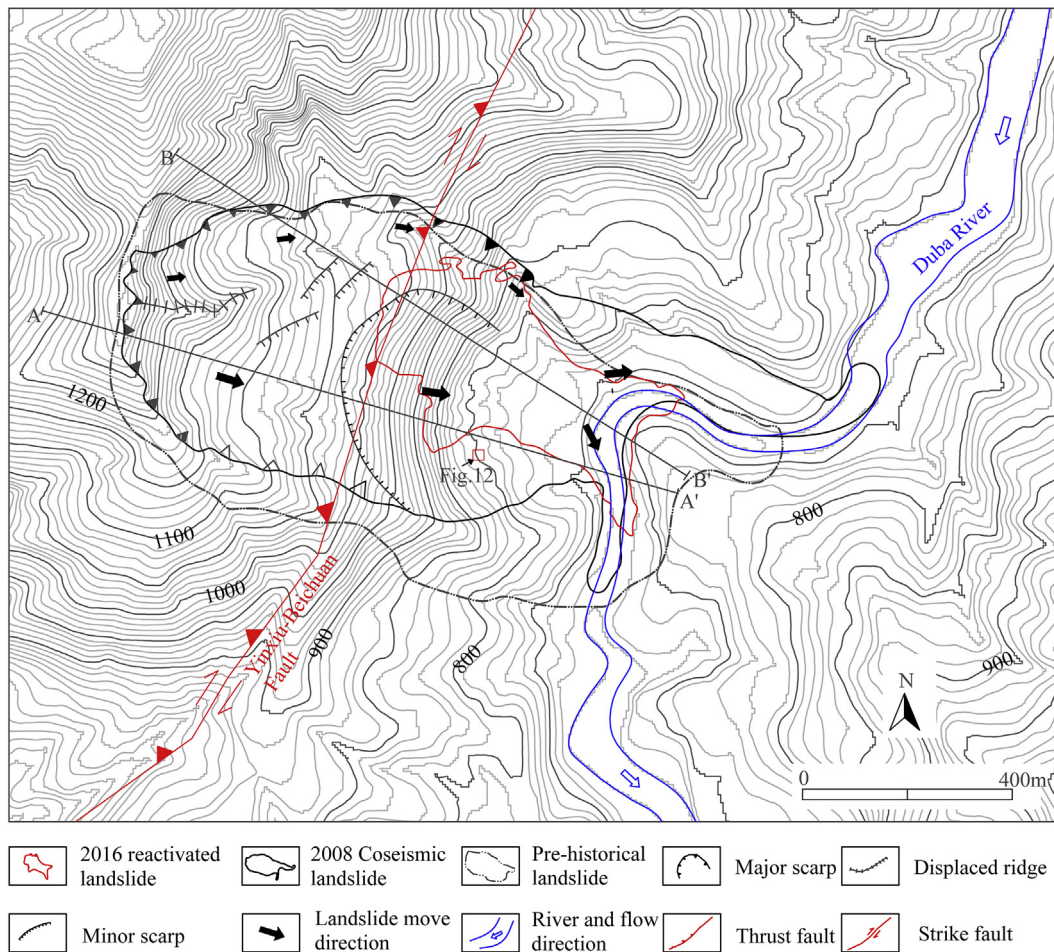 B
Duba River
A
1200
Fig.12
B'
A'
800
1100
1000
Yinxiu-Beichuan
Fault
900
800
900
N
0
400m
2016 reactivated
landslide
2008 Coseismic
landslide
Pre-historical
landslide
Major scarp
Displaced ridge
Minor scarp
Landslide move
direction
River and flow
direction
Thrust fault
Strike fault